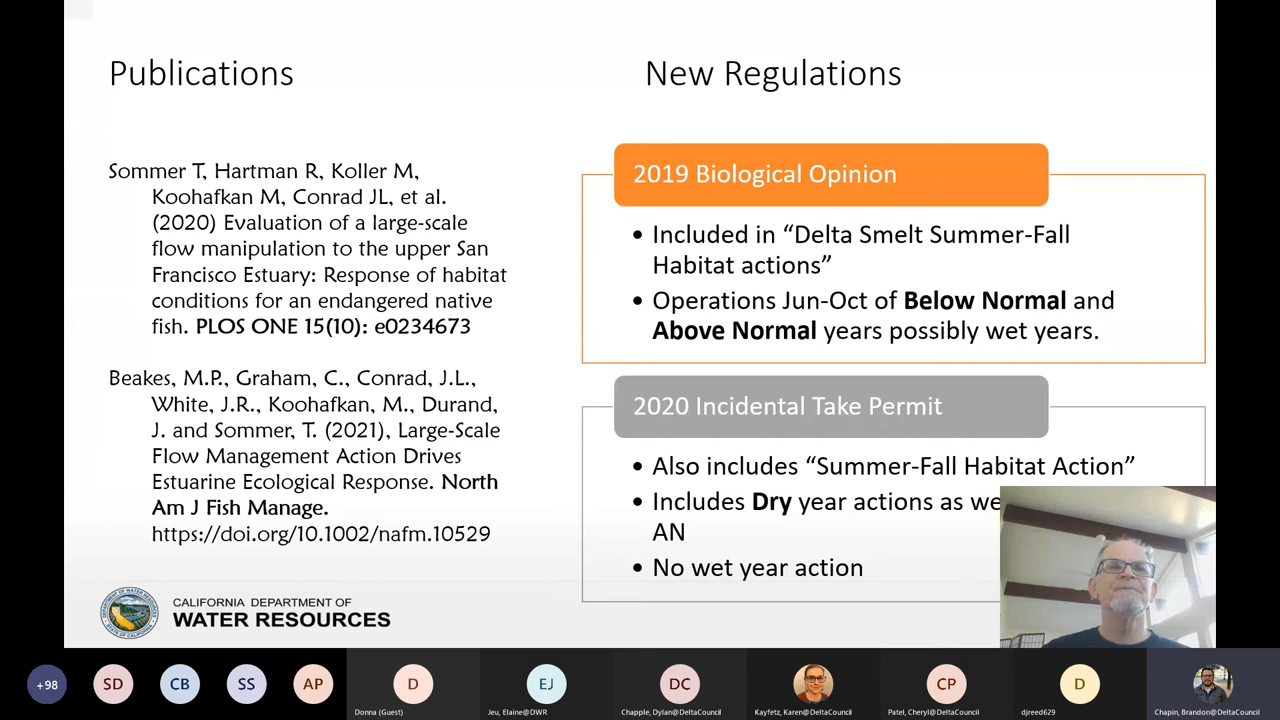 Publications
Sommer T, Hartman R, Koller M,
Koohafkan M, Conrad JL, et al.
(2020) Evaluation of a large-scale
flow manipulation to the upper San
Francisco Estuary: Response of habitat
conditions for an endangered native
fish. PLOS ONE 15(10): e0234673
Beakes, M.P., Graham, C., Conrad, J.L.,
White, J.R., Koohafkan, M., Durand,
J. and Sommer, T. (2021), Large-Scale
Flow Management Action Drives
Estuarine Ecological Response. North
Am J Fish Manage.
https://doi.org/10.1002/nafm.10529
New Regulations
2019 Biological Opinion
• Included in “Delta Smelt Summer-Fall
Habitat actions”
• Operations Jun-Oct of Below Normal and
Above Normal years possibly wet years.
2020 Incidental Take Permit
• Also includes “Summer-Fall Habitat Action”
• Includes Dry year actions as
AN
• No wet year action
CALIFORNIA DEPARTMENT OF
WATER RESOURCES
+98
SD
CB
SS
AP
D
Donna (Guest)
EJ
Jeu, Elaine@DWR
DC
Chapple, Dylan@DeltaCouncil
Kayfetz, Karen@DeltaCouncil
CP
Patel, Cheryl@DeltaCouncil
D
djreed629
Chapin, Brandon@DeltaCouncil